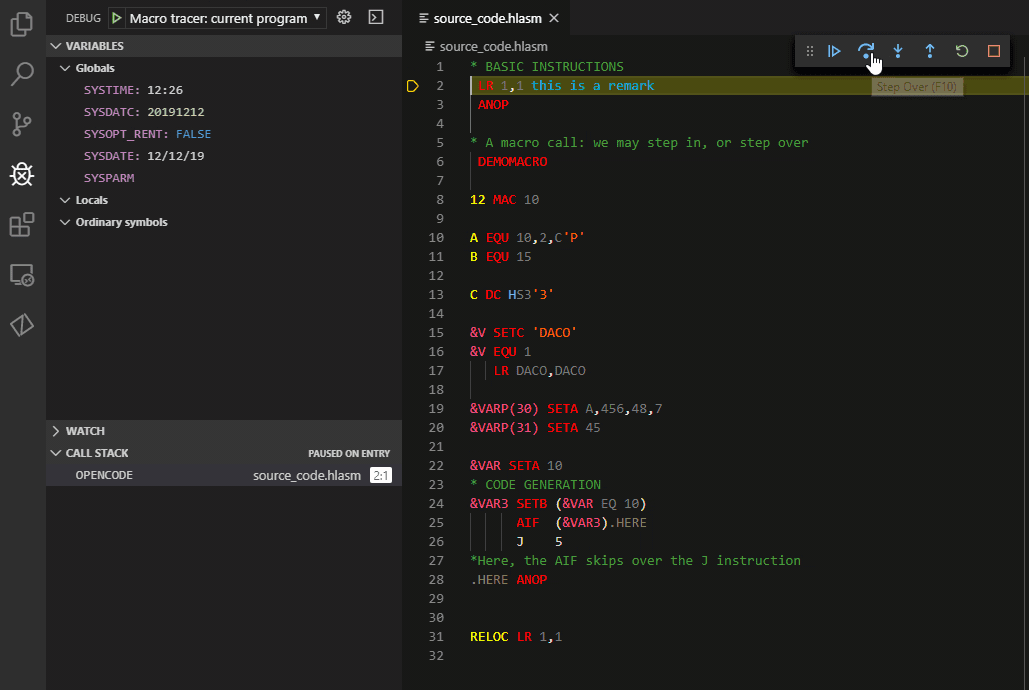 DEBUG Macro tracer: current program
VARIABLES
Globals
SYSTIME: 12:26
SYSDATC: 20191212
SYSOPT_RENT: FALSE
SYSDATE: 12/12/19
SYSPARM
Locals
Ordinary symbols
WATCH
CALL STACK PAUSED ON ENTRY
OPENCODE source_code.hlasm 2:1
source_code.hlasm
source_code.hlasm
Step Over (F10)
1 * BASIC INSTRUCTIONS
2 LR 1,1 this is a remark
3 ANOP
4
5 * A macro call: we may step in, or step over
6 DEMOMACRO
7
8 12 MAC 10
9
10 A EQU 10,2,C'P'
11 B EQU 15
12
13 C DC HS3'3'
14
15 &V SETC 'DACO'
16 &V EQU 1
17 LR DACO,DACO
18
19 &VARP(30) SETA A,456,48,7
20 &VARP(31) SETA 45
21
22 &VAR SETA 10
23 * CODE GENERATION
24 &VAR3 SETB (&VAR EQ 10)
25 AIF (&VAR3).HERE
26 J 5
27 *Here, the AIF skips over the J instruction
28 .HERE ANOP
29
30
31 RELOC LR 1,1
32